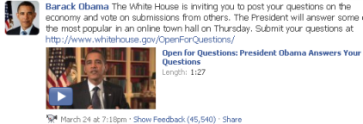 Barack Obama The White House is inviting you to post your questions on the
economy and vote on submissions from others. The President will answer some
the most popular in an online town hall on Thursday. Submit your questions at
http://www.whitehouse.gov/OpenForQuestions/
Open for Questions: President Obama Answers Your
Questions
Length: 1:27
March 24 at 7:18pm · Show Feedback (45,540) · Share